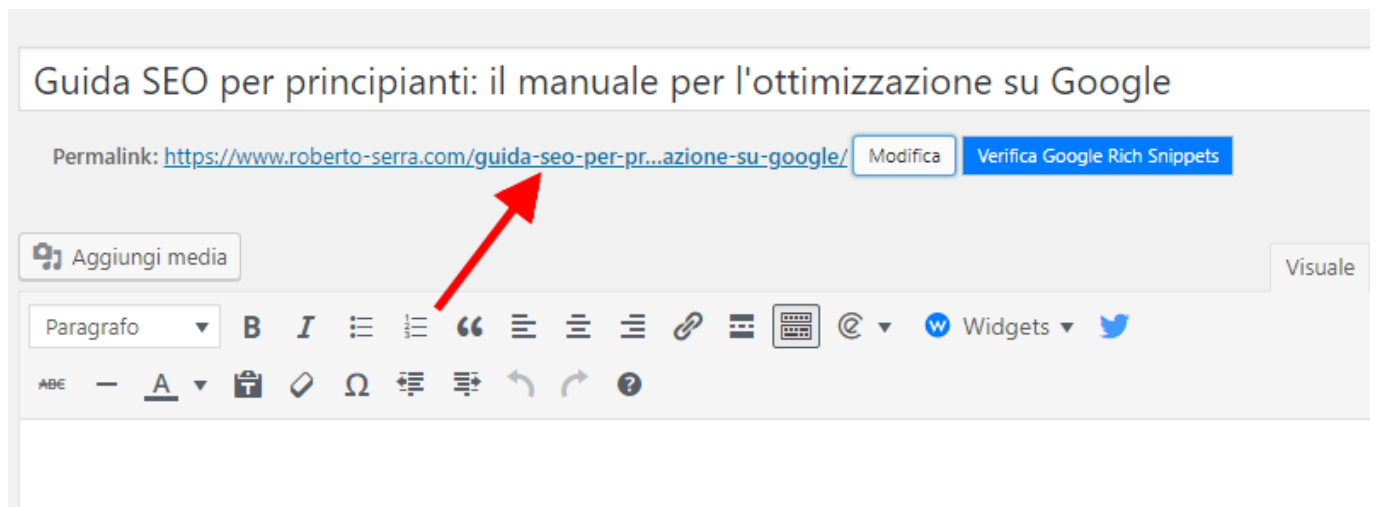 Guida SEO per principianti: il manuale per l'ottimizzazione su Google
Permalink: https://www.roberto-serra.com/guida-seo-per-pr...azione-su-google/ Modifica Verifica Google Rich Snippets
Aggiungi media
Visuale
Paragrafo B I Widgets
ABC A T Ω